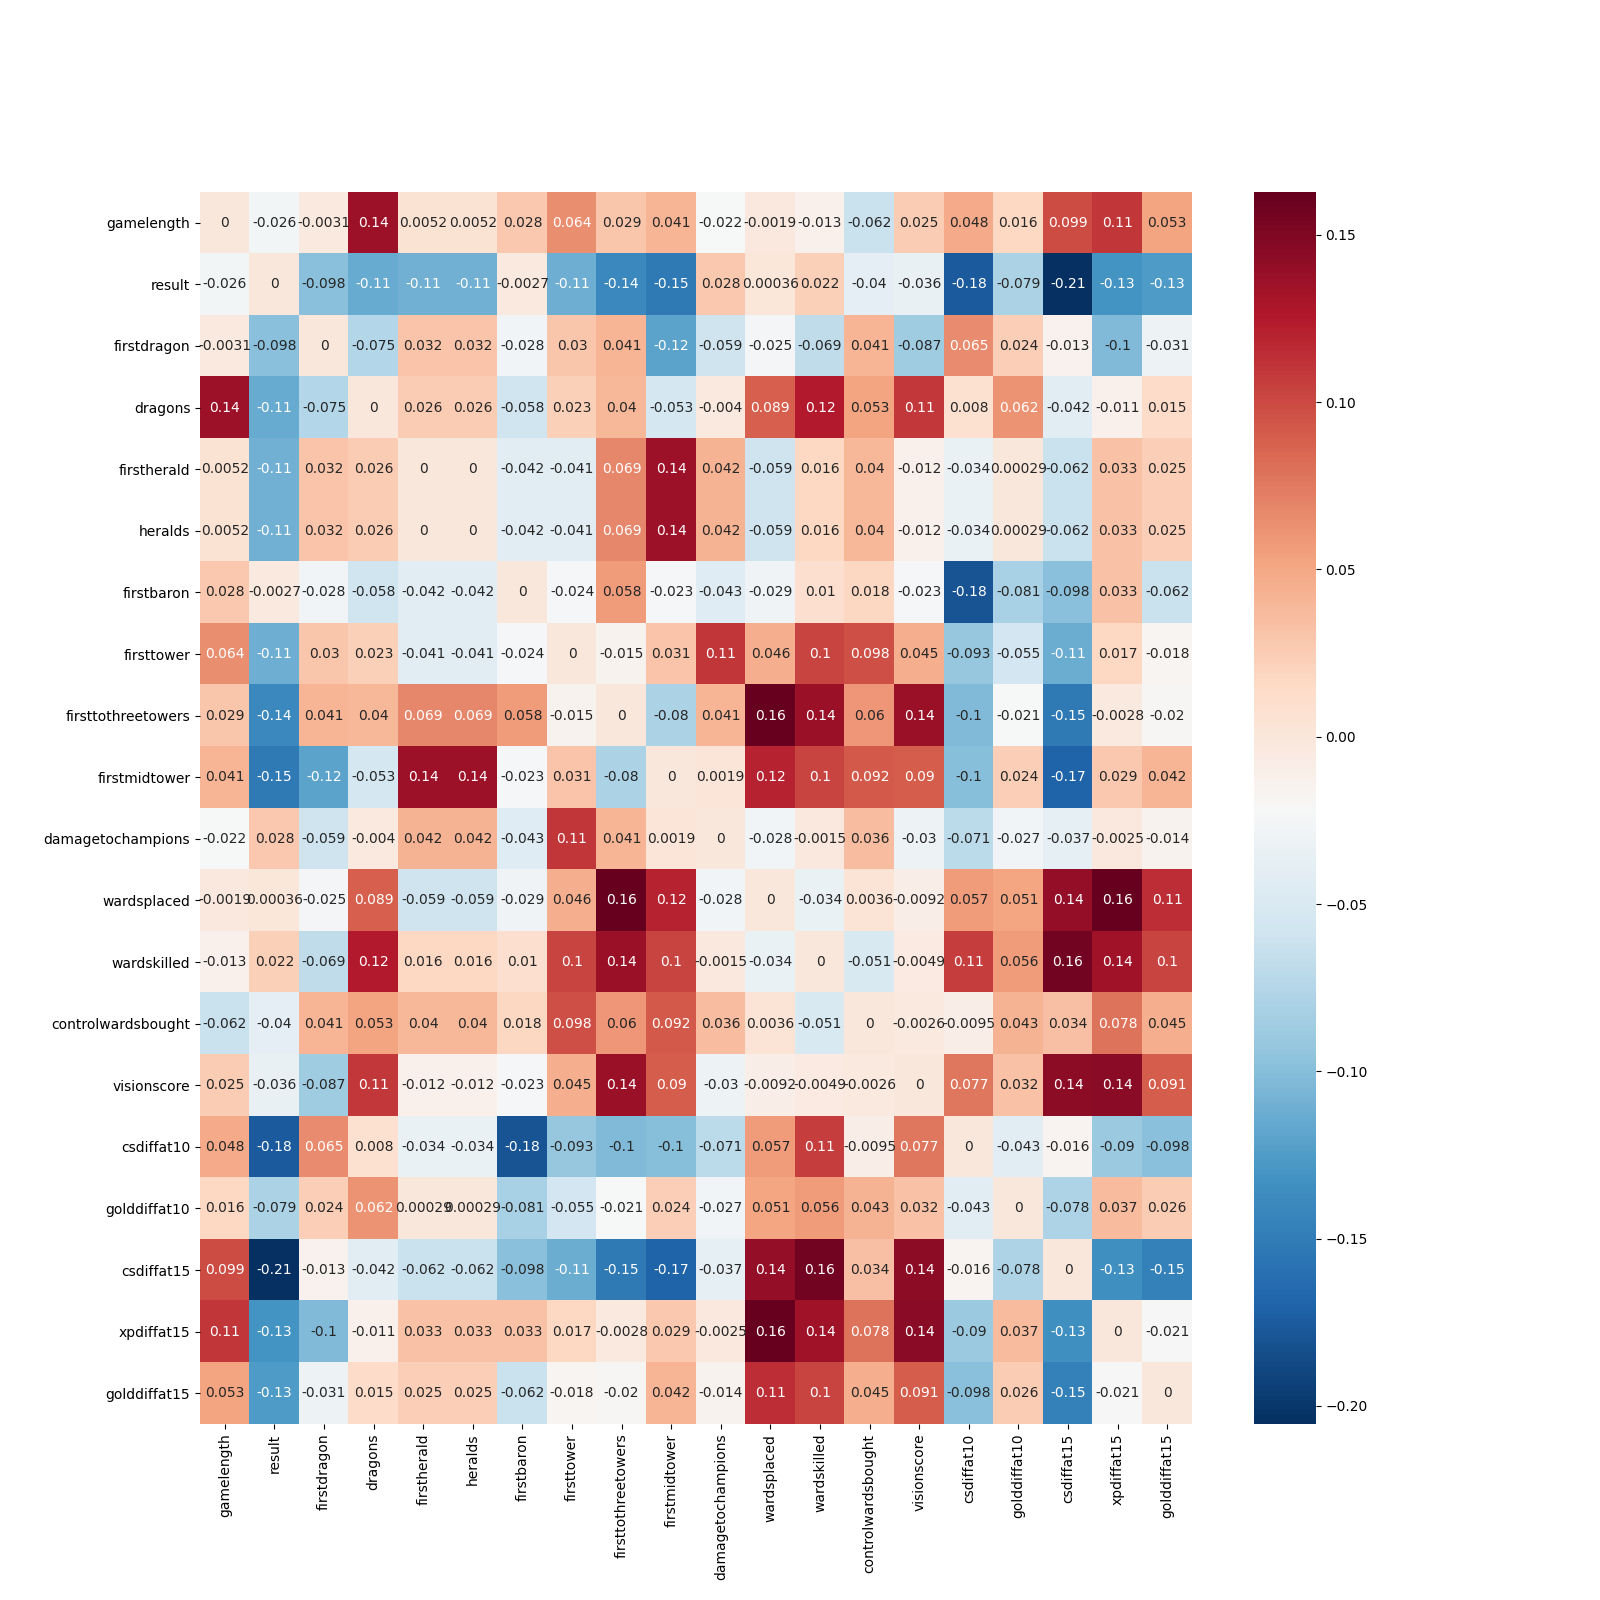 gamelength 0 -0.026 -0.0031 0.14 0.0052 0.0052 0.028 0.064 0.029 0.041 -0.022 -0.0019 -0.013 -0.062 0.025 0.048 0.016 0.099 0.11 0.053
result -0.026 0 -0.098 -0.11 -0.11 -0.11 -0.0027 -0.11 -0.14 -0.15 0.028 0.00036 0.022 -0.04 -0.036 -0.18 -0.079 -0.21 -0.13 -0.13
firstdragon -0.0031 -0.098 0 -0.075 0.032 0.032 -0.028 0.03 0.041 -0.12 -0.059 -0.025 -0.069 0.041 -0.087 0.065 0.024 -0.013 -0.1 -0.031
dragons 0.14 -0.11 -0.075 0 0.026 0.026 -0.058 0.023 0.04 -0.053 -0.004 0.089 0.12 0.053 0.11 0.008 0.062 -0.042 -0.011 0.015
firstherald 0.0052 -0.11 0.032 0.026 0 0 -0.042 -0.041 0.069 0.14 0.042 -0.059 0.016 0.04 -0.012 -0.034 0.00029 -0.062 0.033 0.025
heralds 0.0052 -0.11 0.032 0.026 0 0 -0.042 -0.041 0.069 0.14 0.042 -0.059 0.016 0.04 -0.012 -0.034 0.00029 -0.062 0.033 0.025
firstbaron 0.028 -0.0027 -0.028 -0.058 -0.042 -0.042 0 -0.024 0.058 -0.023 -0.043 -0.029 0.01 0.018 -0.023 -0.18 -0.081 -0.098 0.033 -0.062
firsttower 0.064 -0.11 0.03 0.023 -0.041 -0.041 -0.024 0 -0.015 0.031 0.11 0.046 0.1 0.098 0.045 -0.093 -0.055 -0.11 0.017 -0.018
firsttothreetowers 0.029 -0.14 0.041 0.04 0.069 0.069 0.058 -0.015 0 -0.08 0.041 0.16 0.14 0.06 0.14 -0.1 -0.021 -0.15 -0.0028 -0.02
firstmidtower 0.041 -0.15 -0.12 -0.053 0.14 0.14 -0.023 0.031 -0.08 0 0.0019 0.12 0.1 0.092 0.09 -0.1 0.024 -0.17 0.029 0.042
damagetochampions -0.022 0.028 -0.059 -0.004 0.042 0.042 -0.043 0.11 0.041 0.0019 0 -0.028 -0.0015 0.036 -0.03 -0.071 -0.027 -0.037 -0.0025 -0.014
wardsplaced -0.0019 0.00036 -0.025 0.089 -0.059 -0.059 -0.029 0.046 0.16 0.12 -0.028 0 -0.034 0.0036 -0.0092 0.057 0.051 0.14 0.16 0.11
wardskilled -0.013 0.022 -0.069 0.12 0.016 0.016 0.01 0.1 0.14 0.1 -0.0015 -0.034 0 -0.051 -0.0049 0.11 0.056 0.16 0.14 0.1
controlwardsbought -0.062 -0.04 0.041 0.053 0.04 0.04 0.018 0.098 0.06 0.092 0.036 0.0036 -0.051 0 -0.0026 -0.0095 0.043 0.034 0.078 0.045
visionscore 0.025 -0.036 -0.087 0.11 -0.012 -0.012 -0.023 0.045 0.14 0.09 -0.03 -0.0092 -0.0049 -0.0026 0 0.077 0.032 0.14 0.14 0.091
csdiffat10 0.048 -0.18 0.065 0.008 -0.034 -0.034 -0.18 -0.093 -0.1 -0.1 -0.071 0.057 0.11 -0.0095 0.077 0 -0.043 -0.016 -0.09 -0.098
golddiffat10 0.016 -0.079 0.024 0.062 0.00029 0.00029 -0.081 -0.055 -0.021 0.024 -0.027 0.051 0.056 0.043 0.032 -0.043 0 -0.078 0.037 0.026
csdiffat15 0.099 -0.21 -0.013 -0.042 -0.062 -0.062 -0.098 -0.11 -0.15 -0.17 -0.037 0.14 0.16 0.034 0.14 -0.016 -0.078 0 -0.13 -0.15
xpdiffat15 0.11 -0.13 -0.1 -0.011 0.033 0.033 0.033 0.017 -0.0028 0.029 -0.0025 0.16 0.14 0.078 0.14 -0.09 0.037 -0.13 0 -0.021
golddiffat15 0.053 -0.13 -0.031 0.015 0.025 0.025 -0.062 -0.018 -0.02 0.042 -0.014 0.11 0.1 0.045 0.091 -0.098 0.026 -0.15 -0.021 0
gamelength
result
firstdragon
dragons
firstherald
heralds
firstbaron
firsttower
firsttothreetowers
firstmidtower
damagetochampions
wardsplaced
wardskilled
controlwardsbought
visionscore
csdiffat10
golddiffat10
csdiffat15
xpdiffat15
golddiffat15
0.15
0.10
0.05
0.00
−0.05
−0.10
−0.15
−0.20